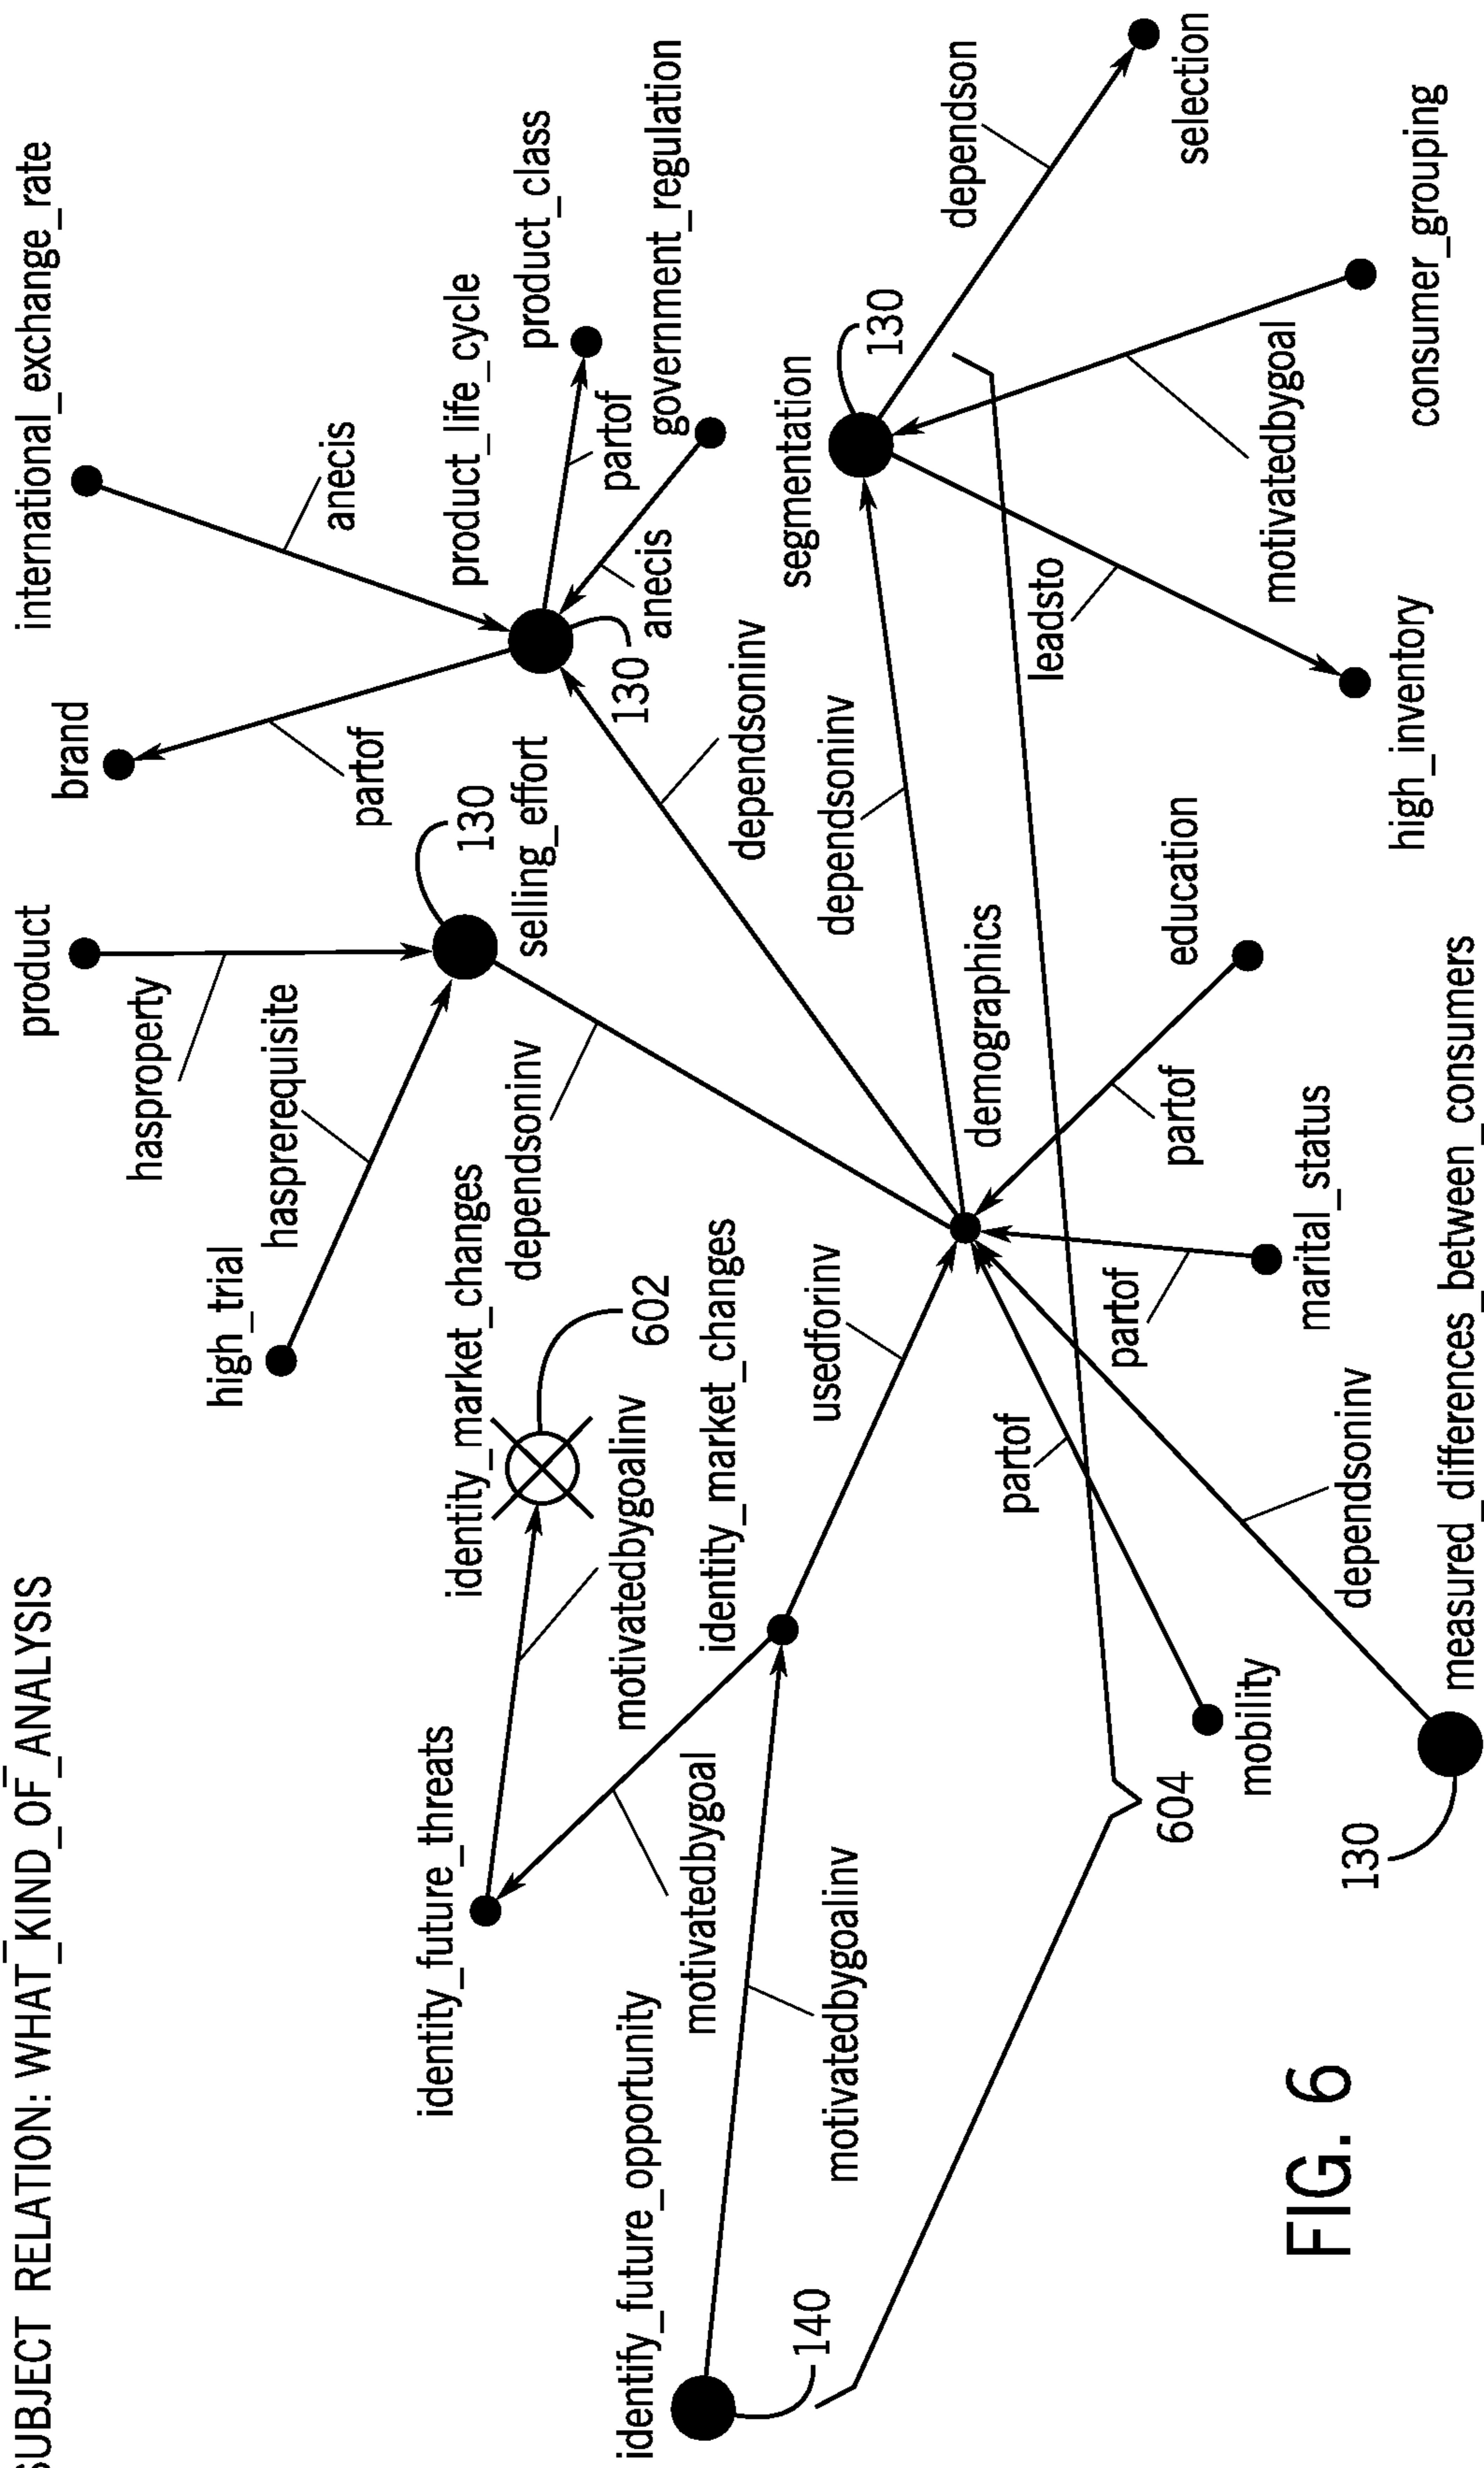 SUBJECT RELATION: WHAT_KIND_OF_ANALYSIS
product
brand
international_exchange_rate
hasproperty
partof
anecis
high_trial
hasprerequisite
130
product_life_cycle
product_class
identity_future_threats
identity_market_changes
dependsoninv
selling_effort
partof
602
130
anecis
government_regulation
identify_future_opportunity
motivatedbygoal
motivatedbygoalinv
identity_market_changes
dependsoninv
segmentation
130
140
motivatedbygoalinv
usedforinv
dependsoninv
dependson
demographics
partof
leadsto
partof
partof
education
selection
604
mobility
motivatedbygoal
marital_status
130
dependsoninv
high_inventory
consumer_grouping
measured_differences_between_consumers
FIG. 6